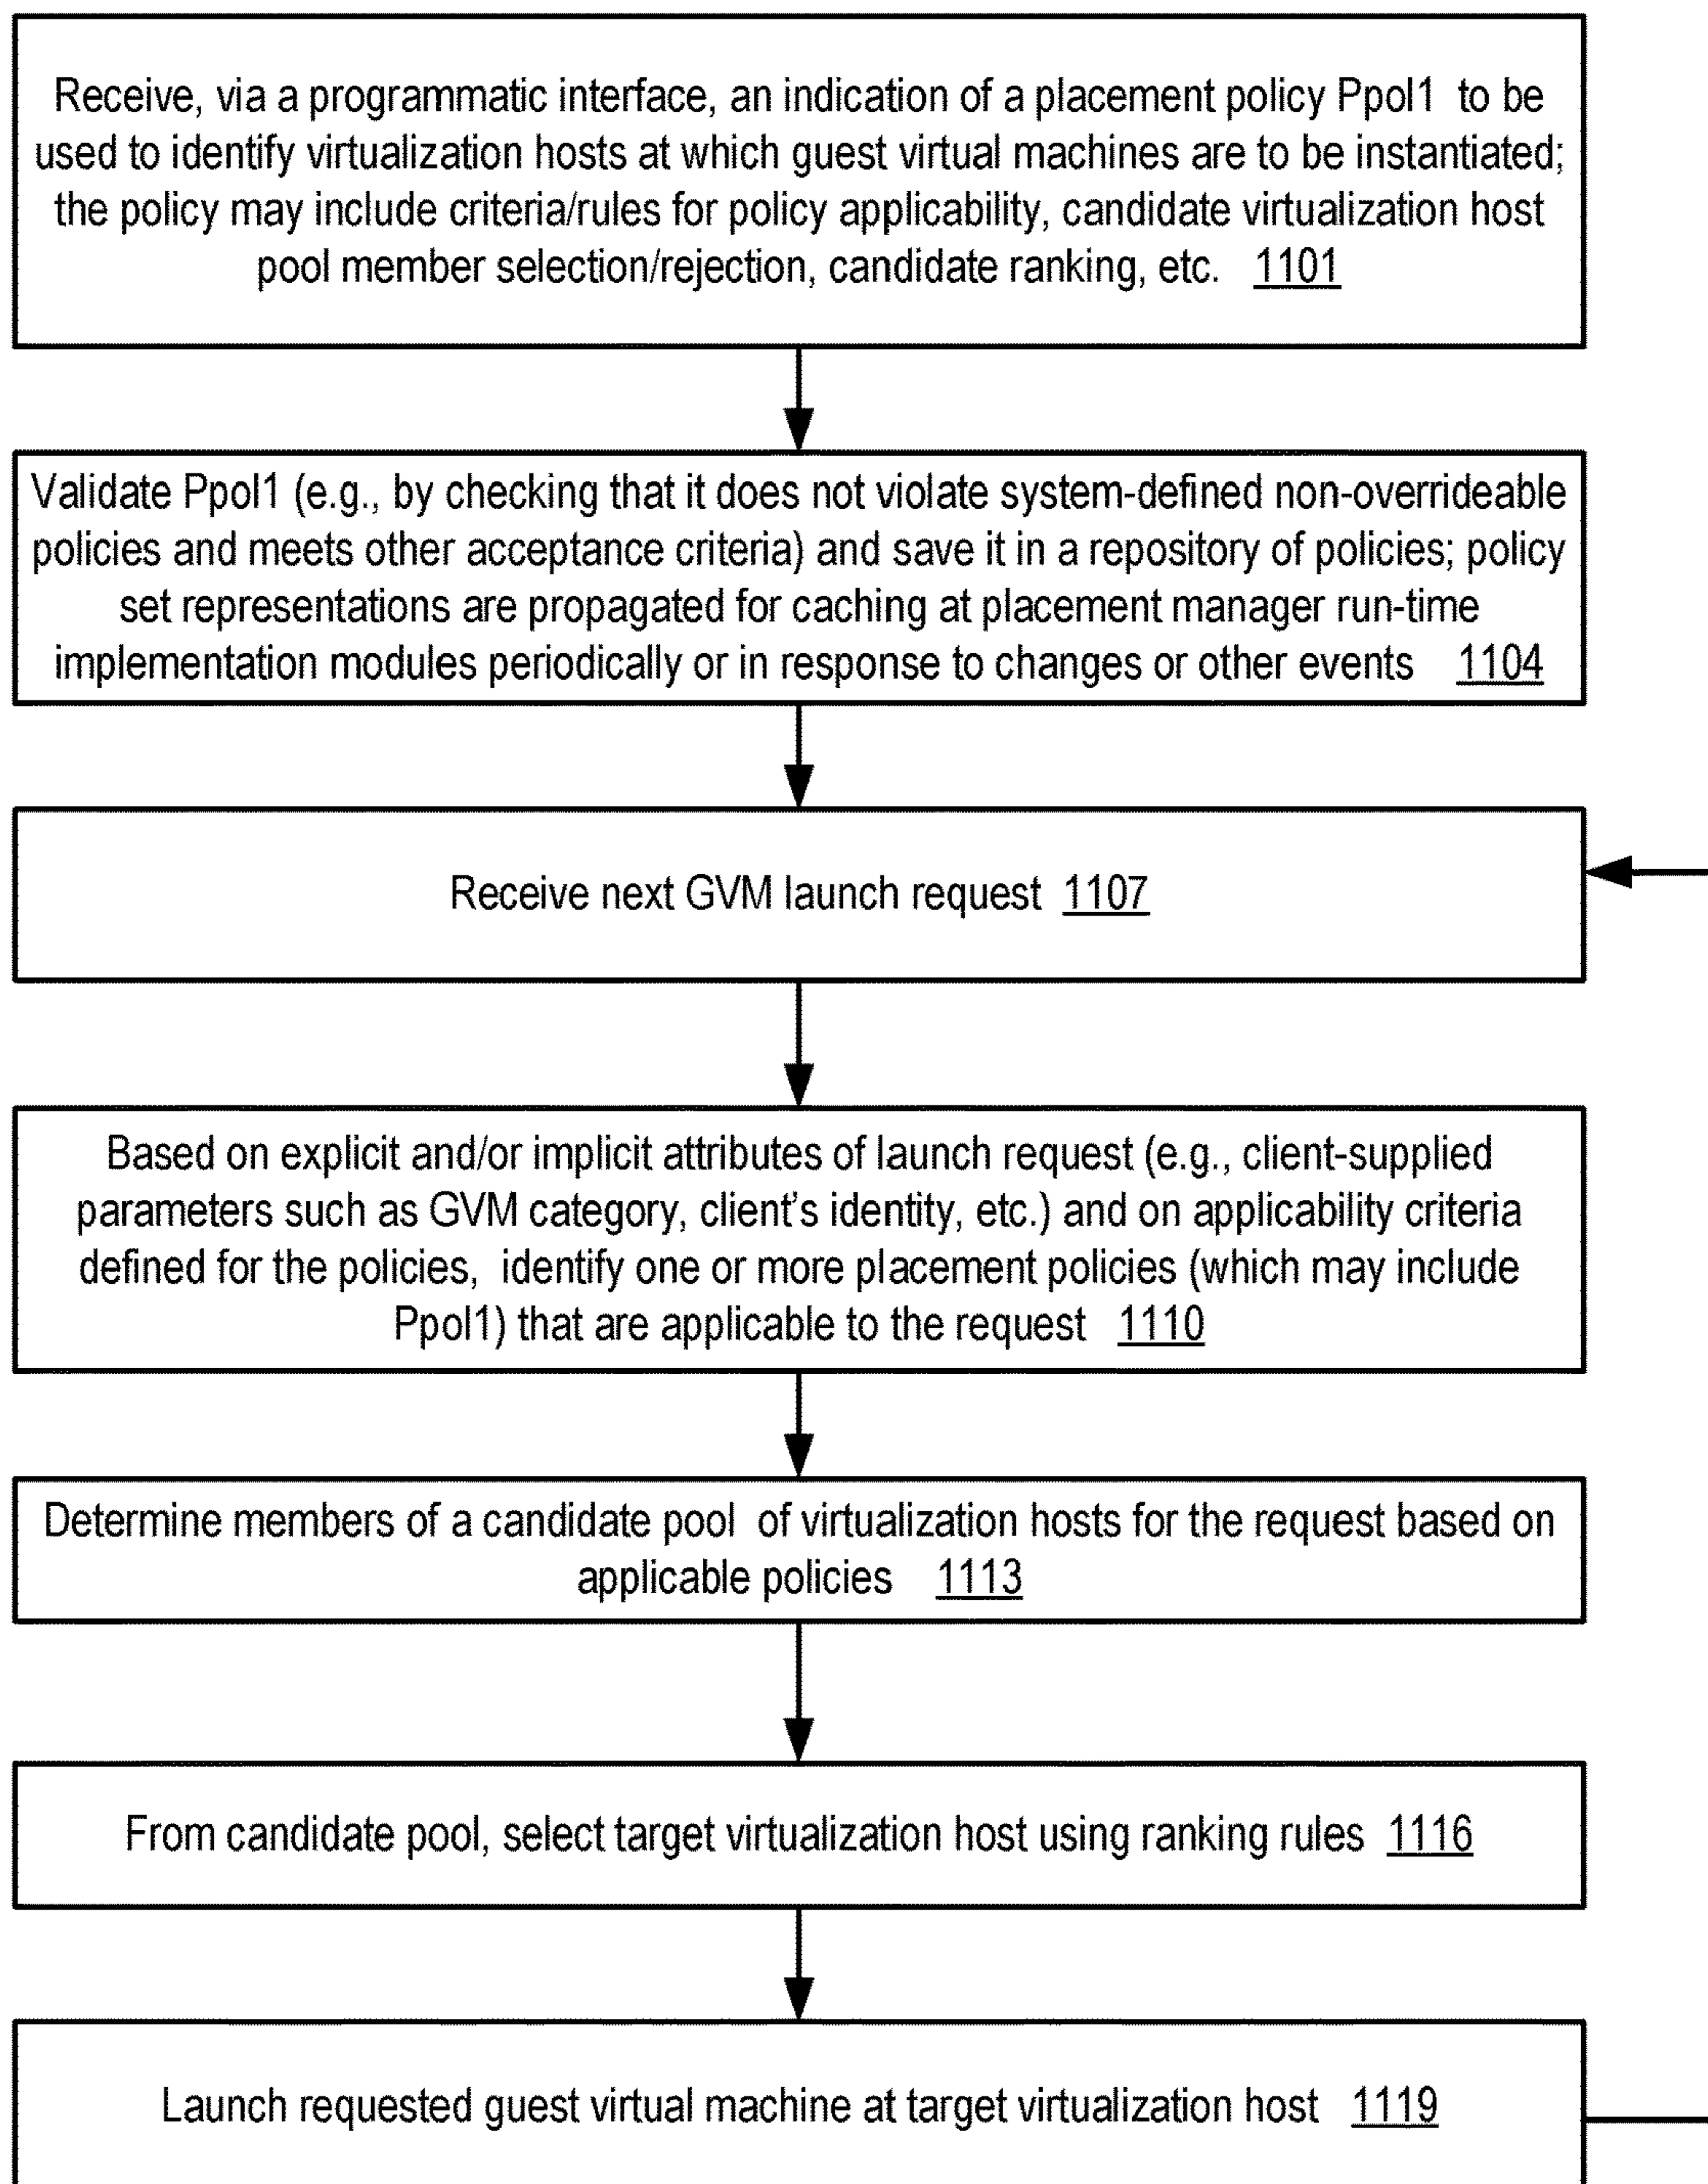 Receive, via a programmatic interface, an indication of a placement policy Ppol1 to be
used to identify virtualization hosts at which guest virtual machines are to be instantiated;
the policy may include criteria/rules for policy applicability, candidate virtualization host
pool member selection/rejection, candidate ranking, etc. 1101
Validate Ppol1 (e.g., by checking that it does not violate system-defined non-overrideable
policies and meets other acceptance criteria) and save it in a repository of policies; policy
set representations are propagated for caching at placement manager run-time
implementation modules periodically or in response to changes or other events 1104
Receive next GVM launch request 1107
Based on explicit and/or implicit attributes of launch request (e.g., client-supplied
parameters such as GVM category, client's identity, etc.) and on applicability criteria
defined for the policies, identify one or more placement policies (which may include
Ppol1) that are applicable to the request 1110
Determine members of a candidate pool of virtualization hosts for the request based on
applicable policies 1113
From candidate pool, select target virtualization host using ranking rules 1116
Launch requested guest virtual machine at target virtualization host 1119